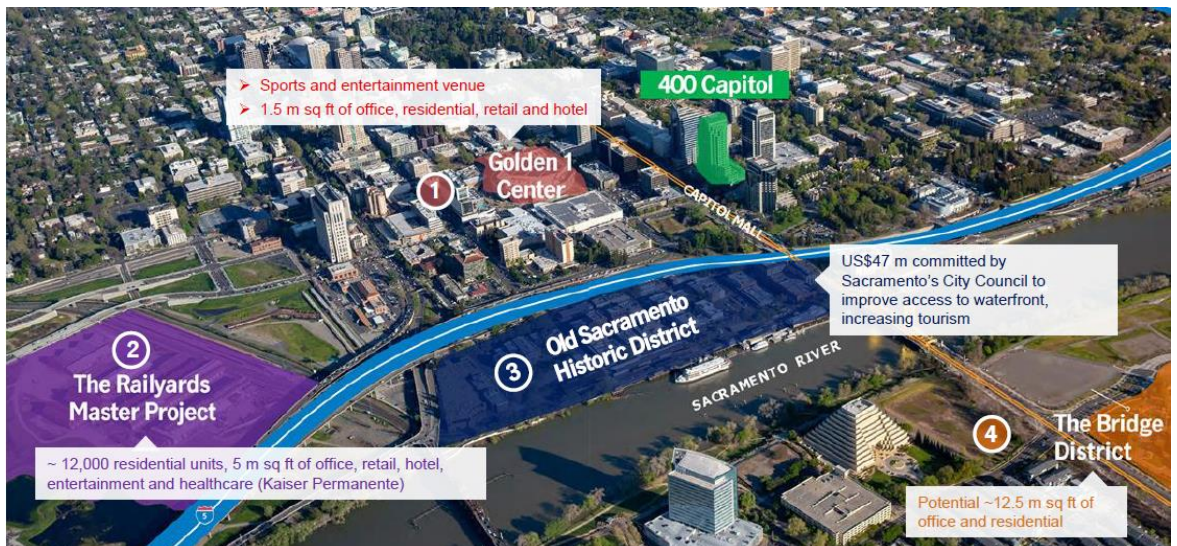 ➢ Sports and entertainment venue
➢ 1.5 m sq ft of office, residential, retail and hotel
400 Capitol
1
Golden 1
Center
CAPITOL MALL
US$47 m committed by
Sacramento's City Council to
improve access to waterfront,
increasing tourism
2
The Railyards
Master Project
3
Old Sacramento
Historic District
SACRAMENTO RIVER
4
The Bridge
District
~ 12,000 residential units, 5 m sq ft of office, retail, hotel,
entertainment and healthcare (Kaiser Permanente)
5
Potential ~12.5 m sq ft of
office and residential